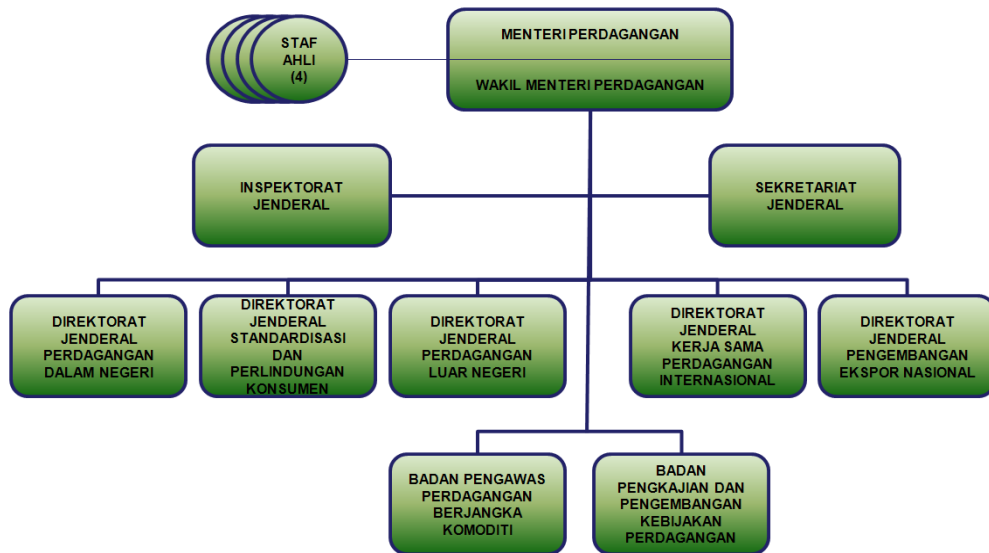 STAF
AHLI
(4)
MENTERI PERDAGANGAN
WAKIL MENTERI PERDAGANGAN
INSPEKTORAT
JENDERAL
SEKRETARIAT
JENDERAL
DIREKTORAT
JENDERAL
PERDAGANGAN
DALAM NEGERI
DIREKTORAT
JENDERAL
STANDARDISASI
DAN
PERLINDUNGAN
KONSUMEN
DIREKTORAT
JENDERAL
PERDAGANGAN
LUAR NEGERI
DIREKTORAT
JENDERAL
KERJA SAMA
PERDAGANGAN
INTERNASIONAL
DIREKTORAT
JENDERAL
PENGEMBANGAN
EKSPOR NASIONAL
BADAN PENGAWAS
PERDAGANGAN
BERJANGKA
KOMODITI
BADAN
PENGKAJIAN DAN
PENGEMBANGAN
KEBIJAKAN
PERDAGANGAN